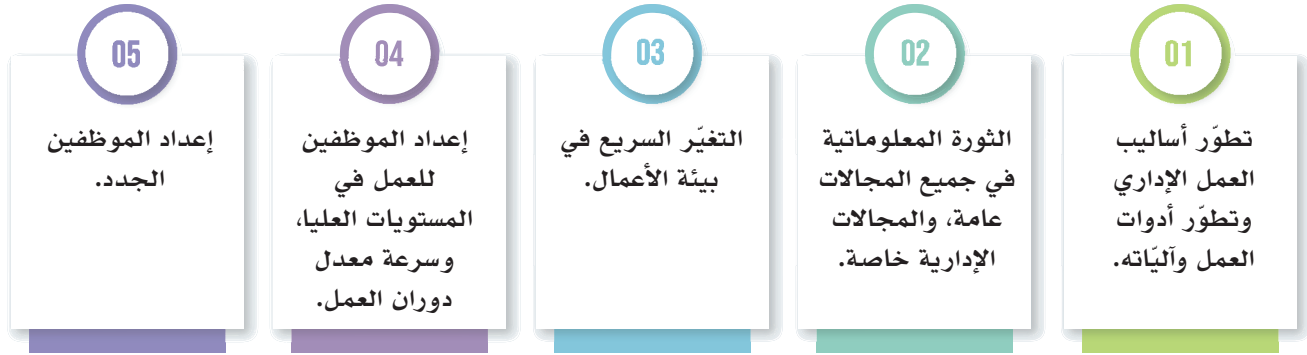 01
تطوّر أساليب
العمل الإداري
وتطوّر أدوات
العمل وآليّاته.
02
الثورة المعلوماتية
في جميع المجالات
عامة، والمجالات
الإدارية خاصة.
03
التغيّر السريع في
بيئة الأعمال.
04
إعداد الموظفين
للعمل في
المستويات العليا،
وسرعة معدل
دوران العمل.
05
إعداد الموظفين
الجدد.